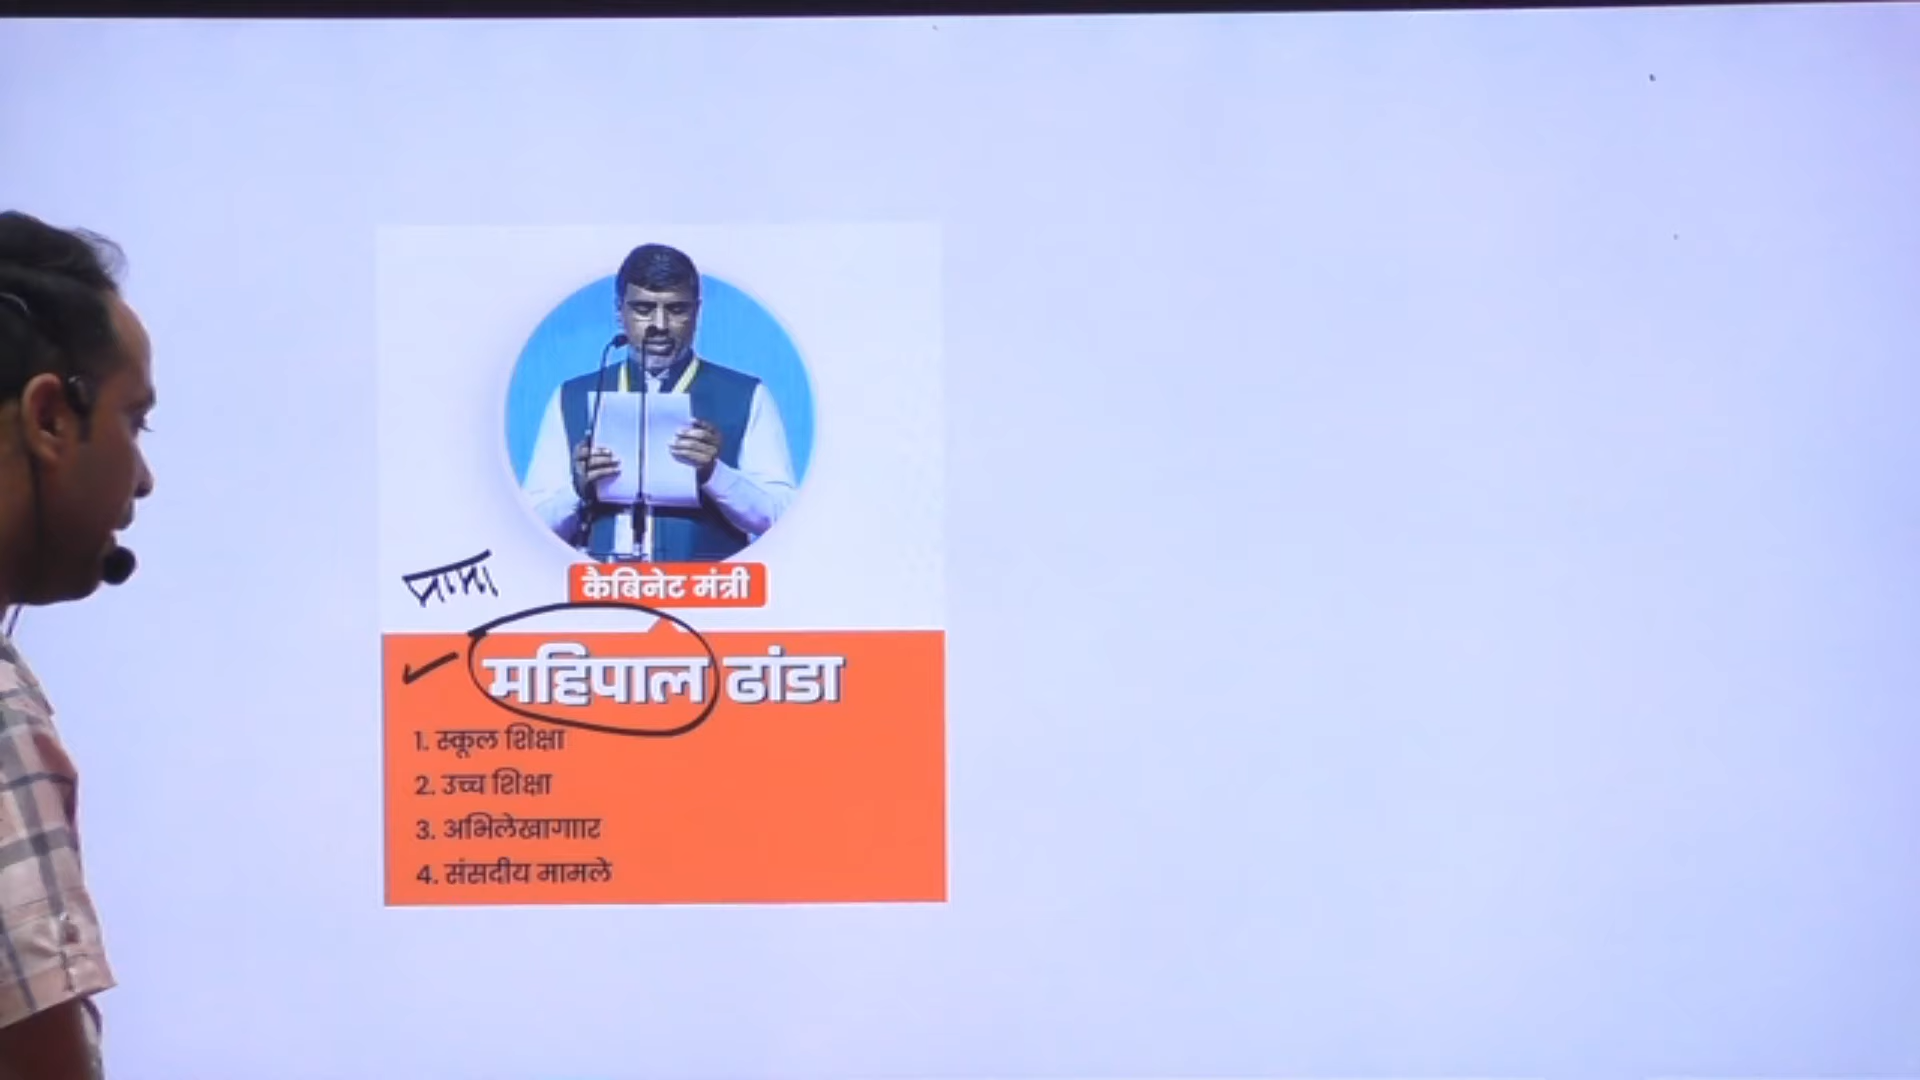 कैबिनेट मंत्री
महिपाल ढांडा
1. स्कूल शिक्षा
2. उच्च शिक्षा
3. अभिलेखागाार
4. संसदीय मामले